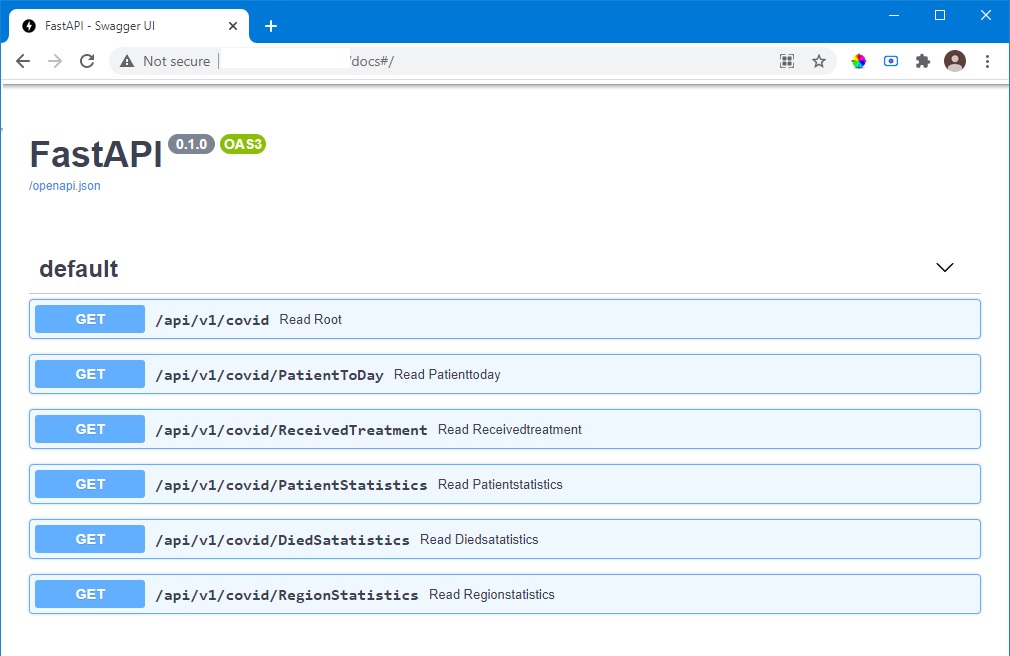 FastAPI - Swagger UI
Not secure /docs#/
FastAPI 0.1.0 OAS3
/openapi.json
default
GET /api/v1/covid Read Root
GET /api/v1/covid/PatientToDay Read Patienttoday
GET /api/v1/covid/ReceivedTreatment Read Receivedtreatment
GET /api/v1/covid/PatientStatistics Read Patientstatistics
GET /api/v1/covid/DiedSatatistics Read Diedsatatistics
GET /api/v1/covid/RegionStatistics Read Regionstatistics